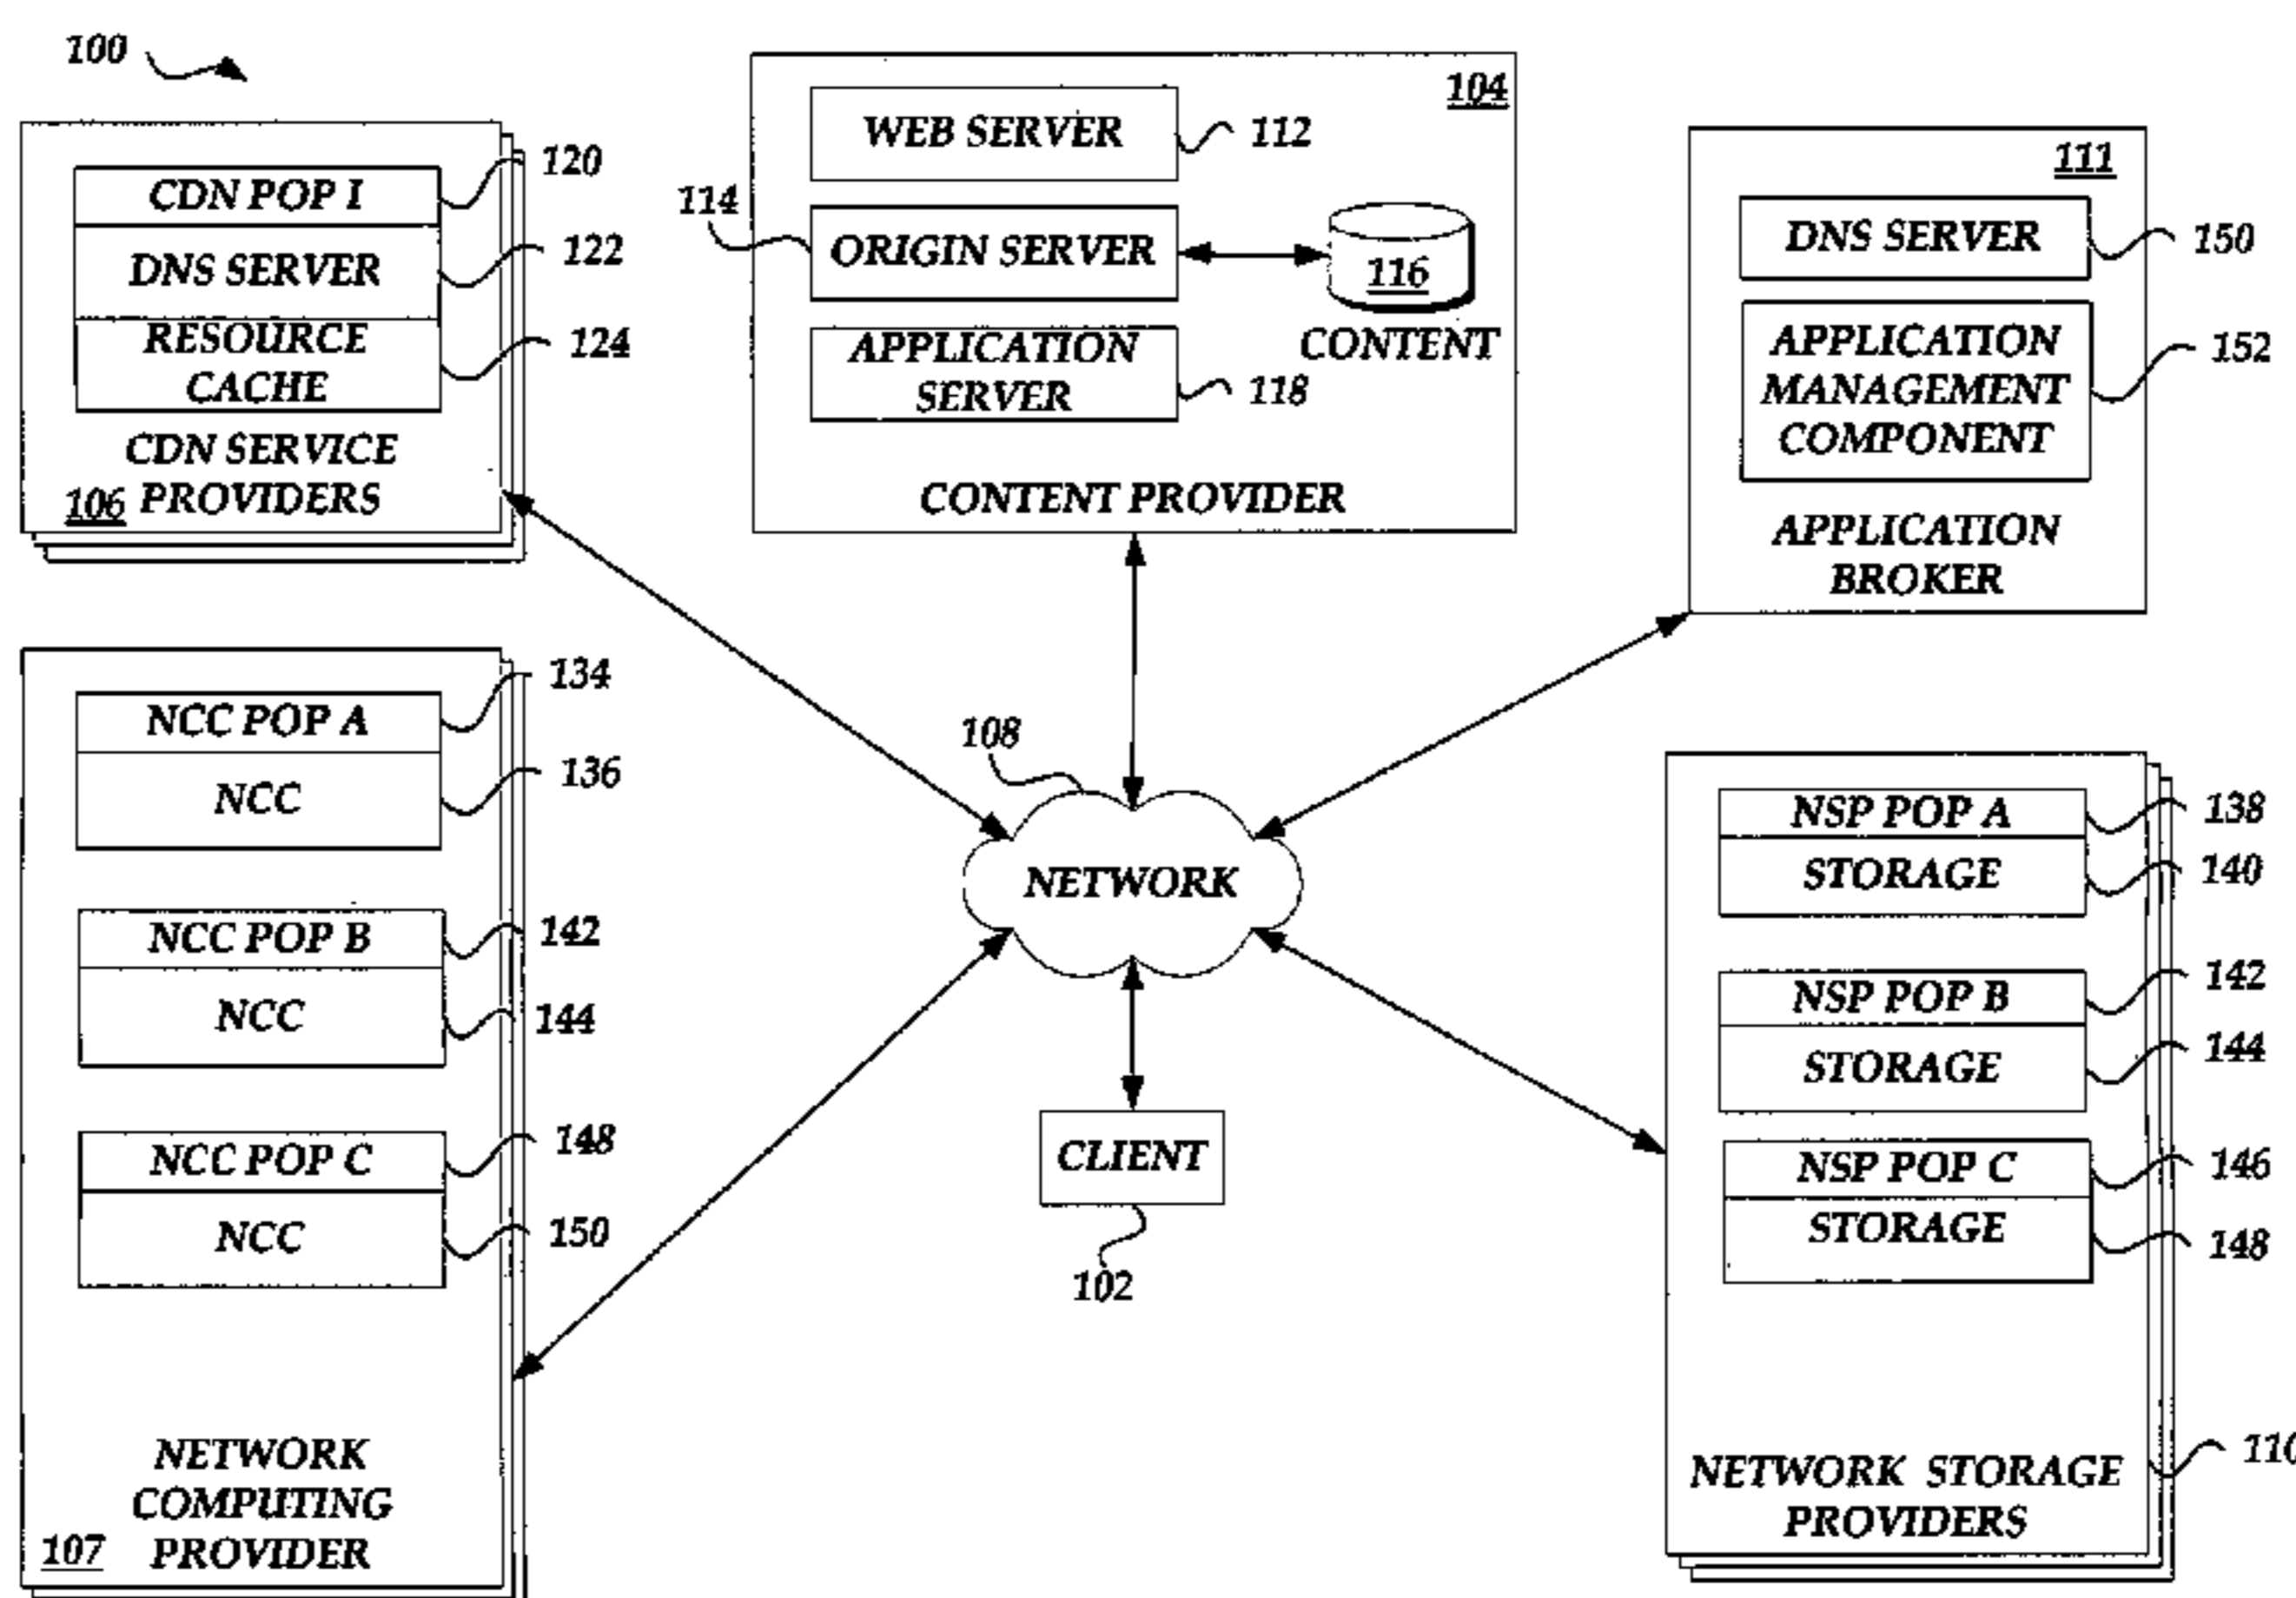 100
CDN POP I
120
DNS SERVER
122
RESOURCE
CACHE
124
CDN SERVICE
PROVIDERS
106
104
WEB SERVER
112
114
ORIGIN SERVER
116
CONTENT
APPLICATION
SERVER
118
CONTENT PROVIDER
111
DNS SERVER
150
APPLICATION
MANAGEMENT
COMPONENT
152
APPLICATION
BROKER
NCC POP A
134
NCC
136
NCC POP B
142
NCC
144
NCC POP C
148
NCC
150
NETWORK
COMPUTING
PROVIDER
107
108
NETWORK
CLIENT
102
NSP POP A
138
STORAGE
140
NSP POP B
142
STORAGE
144
NSP POP C
146
STORAGE
148
NETWORK STORAGE
PROVIDERS
110